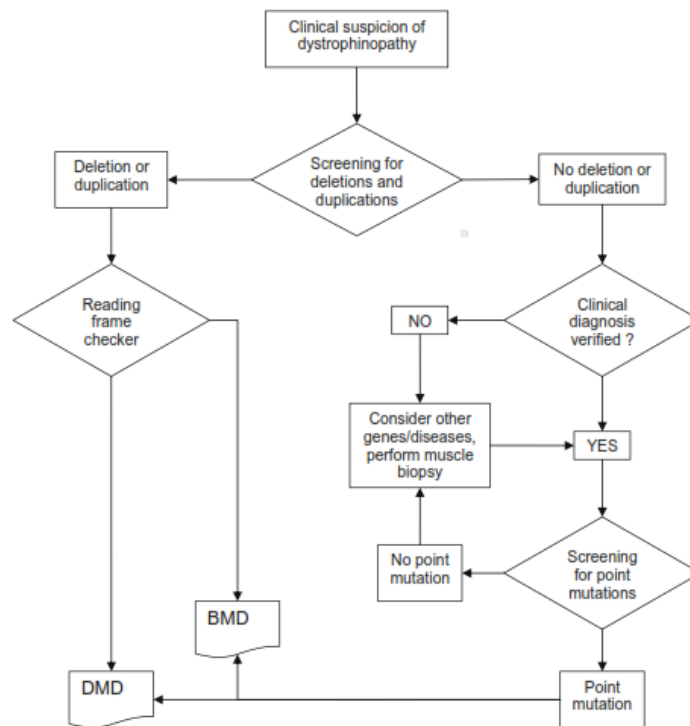 Clinical suspicion of
dystrophinopathy
Deletion or
duplication
Screening for
deletions and
duplications
No deletion or
duplication
Reading
frame
checker
NO
Clinical
diagnosis
verified ?
Consider other
genes/diseases,
perform muscle
biopsy
YES
No point
mutation
Screening
for point
mutations
BMD
DMD
Point
mutation